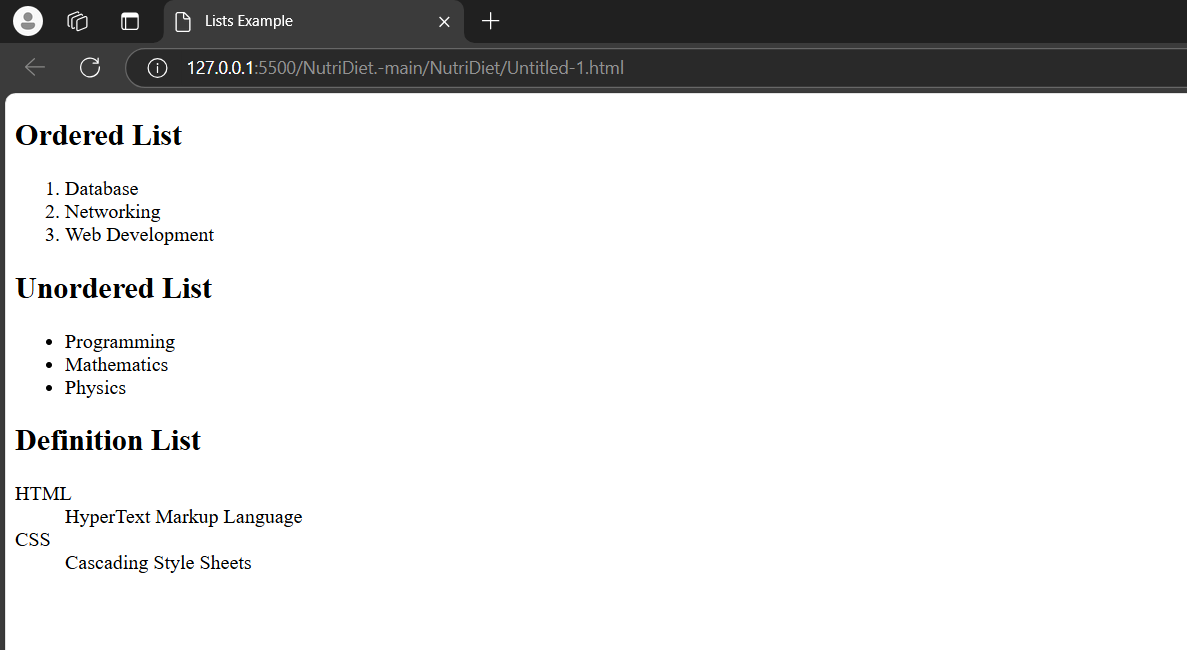 Lists Example
127.0.0.1:5500/NutriDiet.-main/NutriDiet/Untitled-1.html
Ordered List
1. Database
2. Networking
3. Web Development
Unordered List
• Programming
• Mathematics
• Physics
Definition List
HTML
HyperText Markup Language
CSS
Cascading Style Sheets